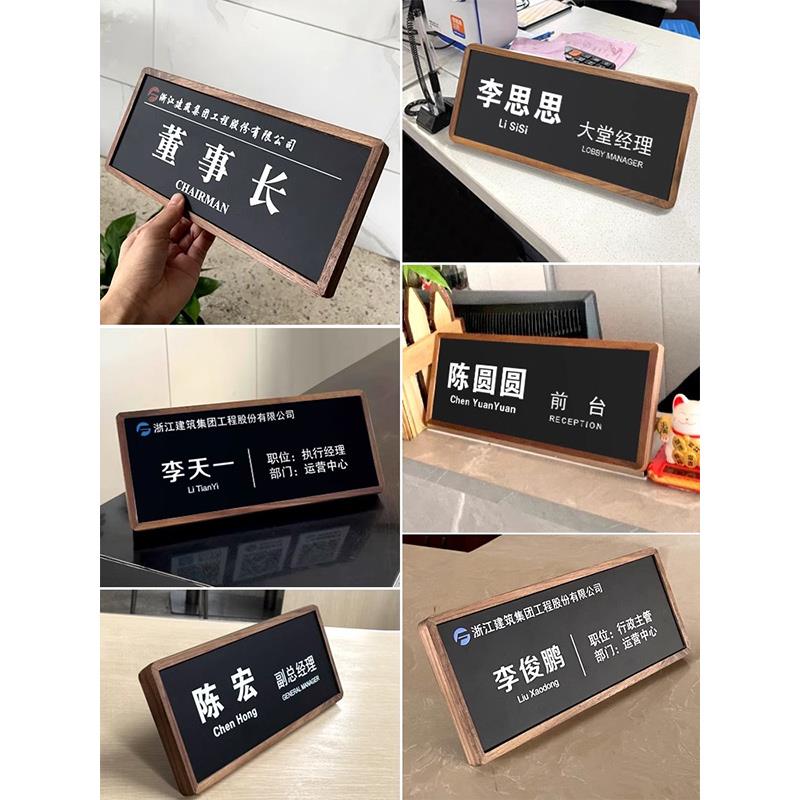 浙江建筑集团工程股份有限公司
董事长
CHAIRMAN
李思思
Li SiSi
大堂经理
LOBBY MANAGER
浙江建筑集团工程股份有限公司
李天一
Li TianYi
职位：执行经理
部门：运营中心
陈圆圆
Chen YuanYuan
前台
RECEPTION
陈宏
Chen Hong
副总经理
GENERAL MANAGER
浙江建筑集团工程股份有限公司
李俊鹏
Liu Xaodong
职位：行政主管
部门：运营中心